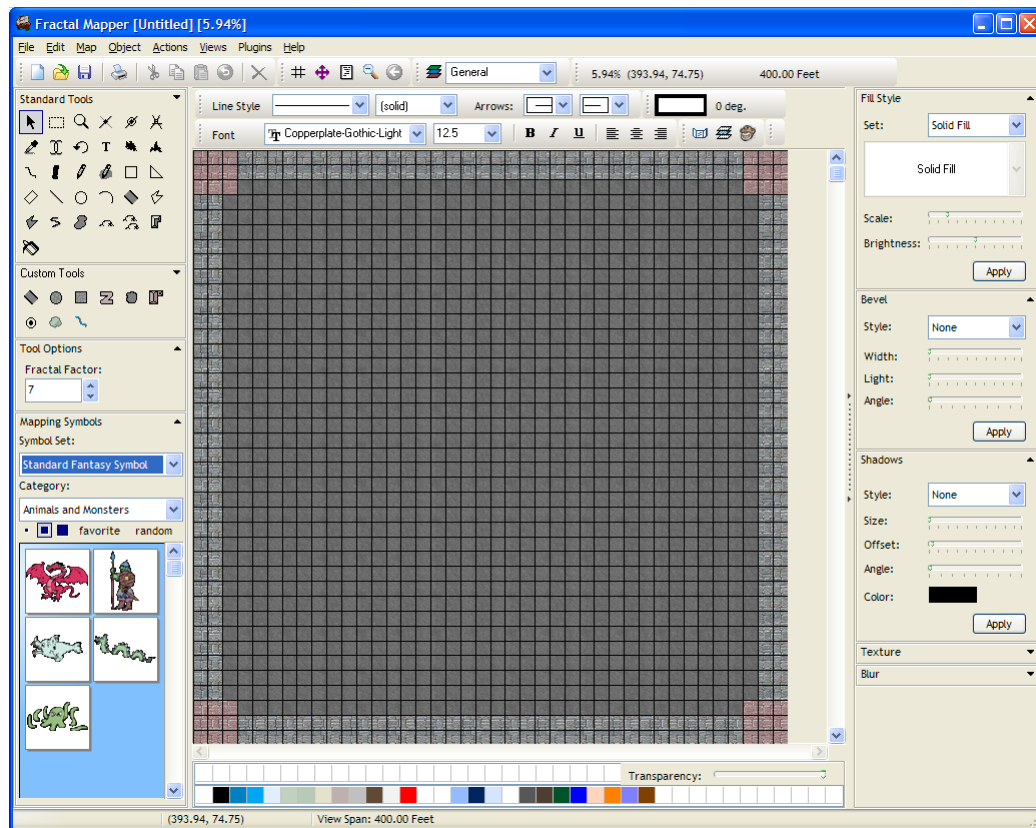 Fractal Mapper [Untitled] [5.94%]
File Edit Map Object Actions Views Plugins Help
General 5.94% (393.94, 74.75) 400.00 Feet
Standard Tools
Line Style (solid) Arrows: 0 deg.
Font Copperplate-Gothic-Light 12.5 B I U
Custom Tools
Tool Options
Fractal Factor:
7
Mapping Symbols
Symbol Set:
Standard Fantasy Symbol
Category:
Animals and Monsters
favorite random
Fill Style
Set: Solid Fill
Solid Fill
Scale:
Brightness:
Apply
Bevel
Style: None
Width:
Light:
Angle:
Apply
Shadows
Style: None
Size:
Offset:
Angle:
Color:
Apply
Texture
Blur
Transparency:
(393.94, 74.75) View Span: 400.00 Feet